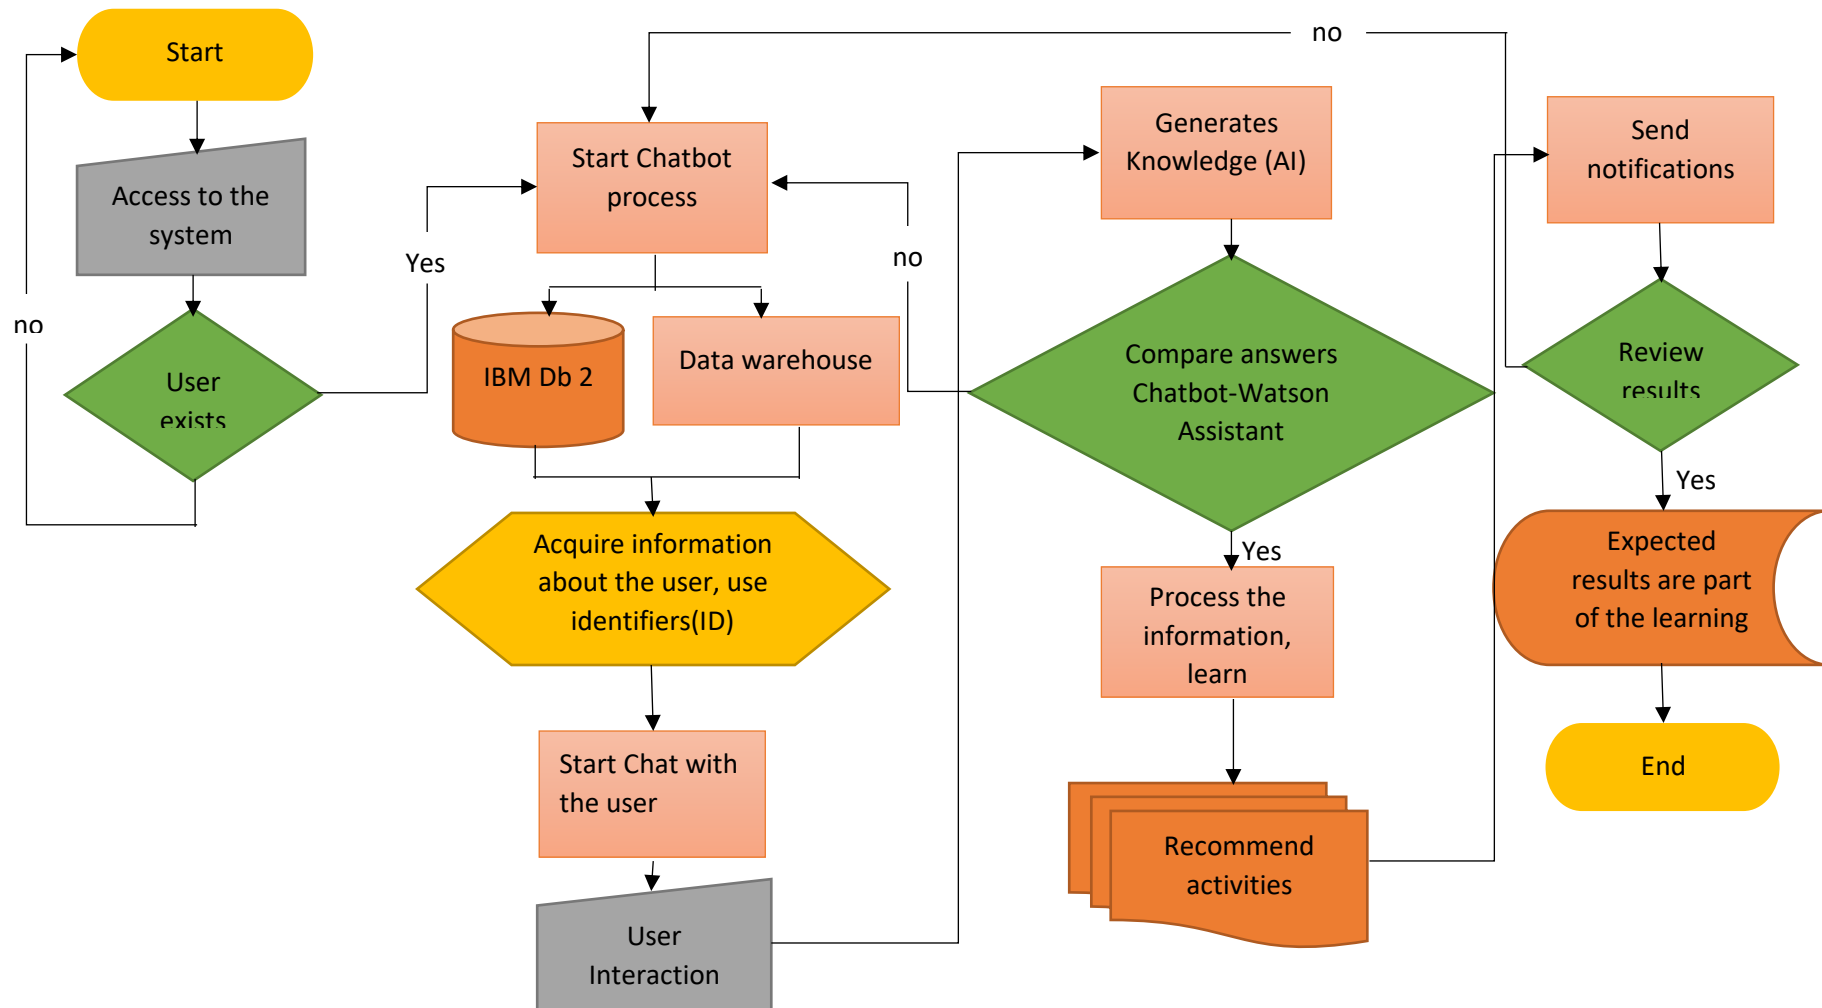 Start
Access to the
system
no
User
exists
Yes
Start Chatbot
process
IBM Db 2
Data warehouse
Acquire information
about the user, use
identifiers(ID)
Start Chat with
the user
User
Interaction
no
no
Generates
Knowledge (AI)
Compare answers
Chatbot-Watson
Assistant
Yes
Process the
information,
learn
Recommend
activities
Send
notifications
Review
results
Yes
Expected
results are part
of the learning
End